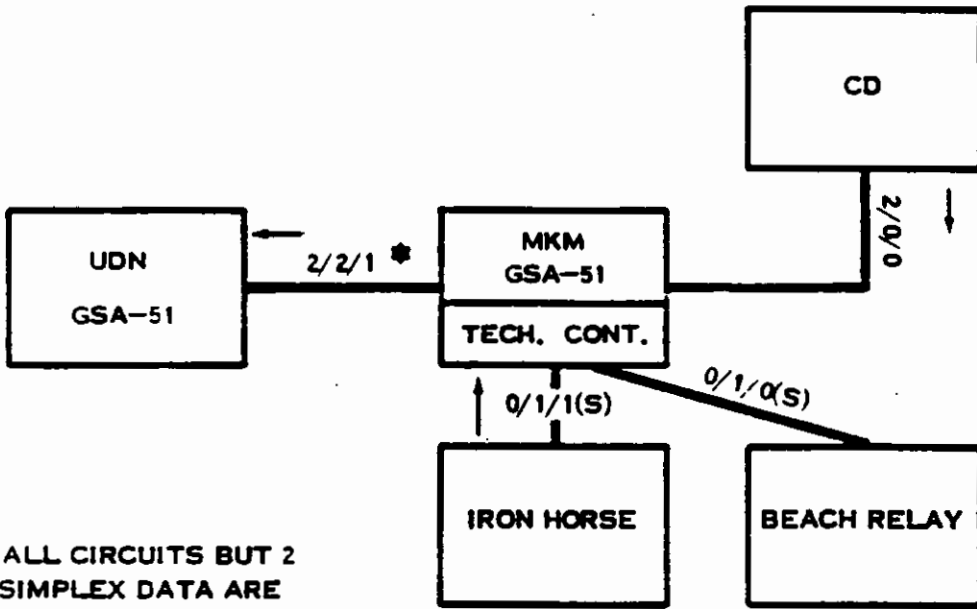 CD
2/0/0
UDN
GSA-51
2/2/1 *
MKM
GSA-51
TECH. CONT.
0/1/1(S)
0/1/0(S)
IRON HORSE
BEACH RELAY
ALL CIRCUITS BUT 2
SIMPLEX DATA ARE